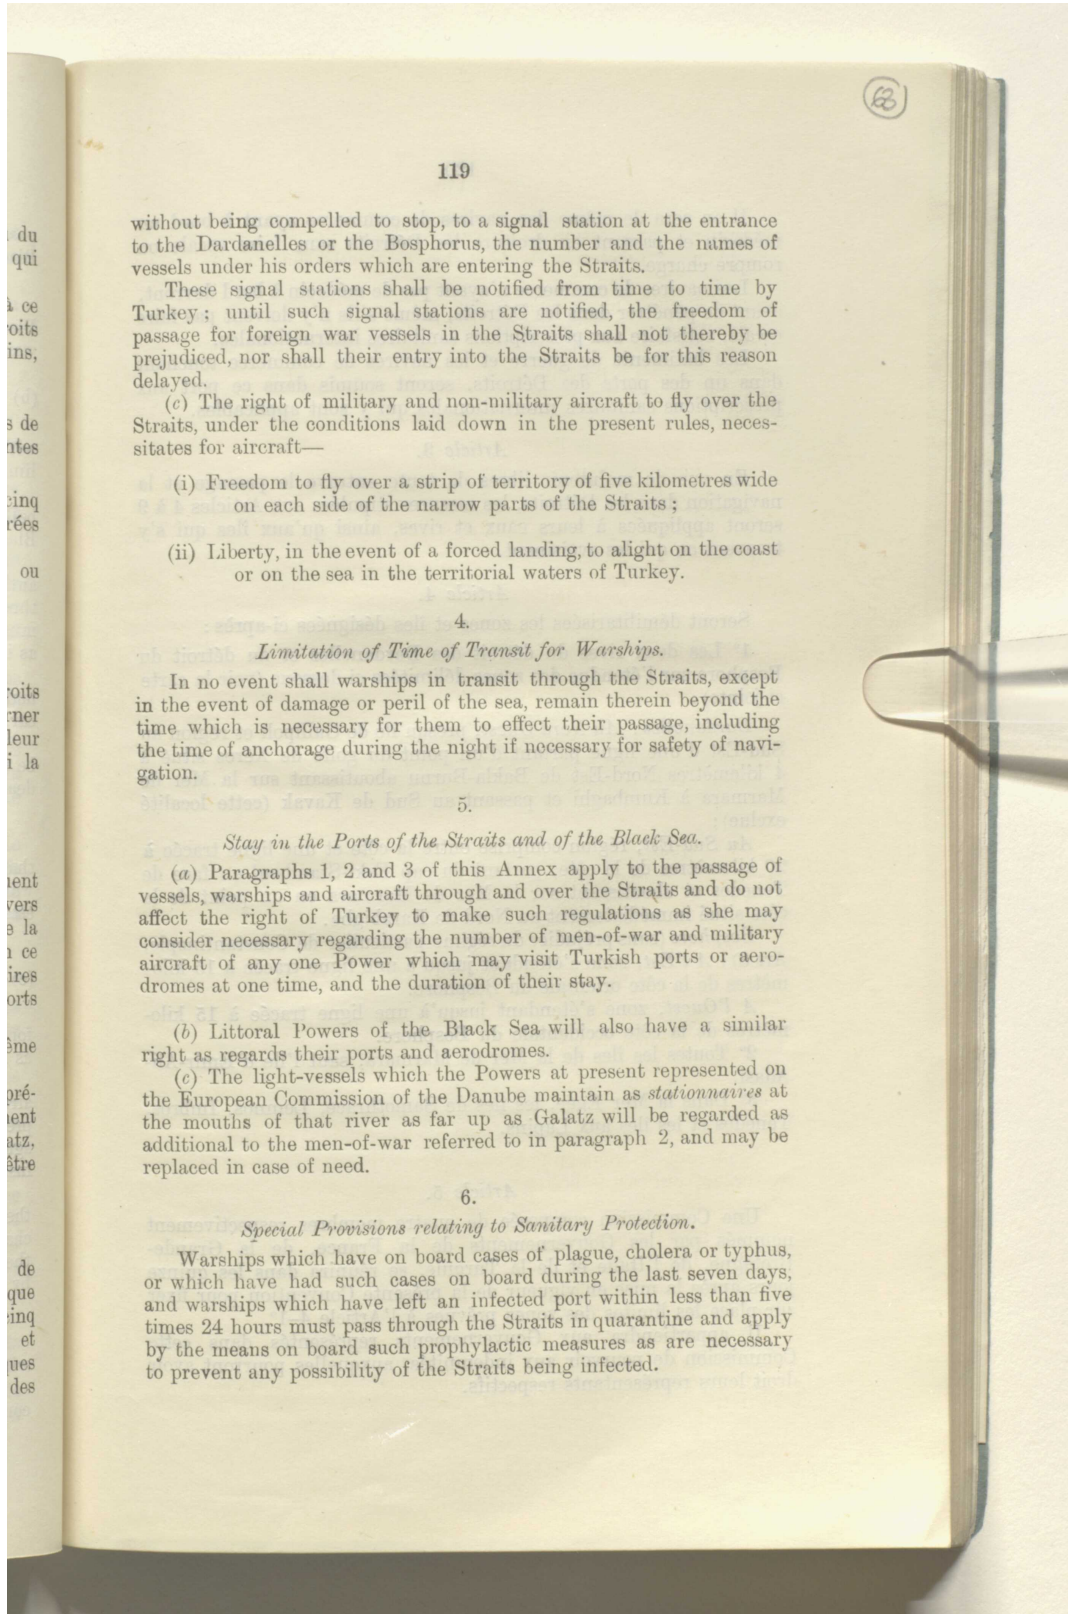 68
119
without being compelled to stop, to a signal station at the entrance
to the Dardanelles or the Bosphorus, the number and the names of
vessels under his orders which are entering the Straits.
These signal stations shall be notified from time to time by
Turkey; until such signal stations are notified, the freedom of
passage for foreign war vessels in the Straits shall not thereby be
prejudiced, nor shall their entry into the Straits be for this reason
delayed.
(c) The right of military and non-military aircraft to fly over the
Straits, under the conditions laid down in the present rules, neces-
sitates for aircraft—
(i) Freedom to fly over a strip of territory of five kilometres wide
on each side of the narrow parts of the Straits;
(ii) Liberty, in the event of a forced landing, to alight on the coast
or on the sea in the territorial waters of Turkey.
4.
Limitation of Time of Transit for Warships.
In no event shall warships in transit through the Straits, except
in the event of damage or peril of the sea, remain therein beyond the
time which is necessary for them to effect their passage, including
the time of anchorage during the night if necessary for safety of navi-
gation.
5.
Stay in the Ports of the Straits and of the Black Sea.
(a) Paragraphs 1, 2 and 3 of this Annex apply to the passage of
vessels, warships and aircraft through and over the Straits and do not
affect the right of Turkey to make such regulations as she may
consider necessary regarding the number of men-of-war and military
aircraft of any one Power which may visit Turkish ports or aero-
dromes at one time, and the duration of their stay.
(b) Littoral Powers of the Black Sea will also have a similar
right as regards their ports and aerodromes.
(c) The light-vessels which the Powers at present represented on
the European Commission of the Danube maintain as stationnaires at
the mouths of that river as far up as Galatz will be regarded as
additional to the men-of-war referred to in paragraph 2, and may be
replaced in case of need.
6.
Special Provisions relating to Sanitary Protection.
Warships which have on board cases of plague, cholera or typhus,
or which have had such cases on board during the last seven days,
and warships which have left an infected port within less than five
times 24 hours must pass through the Straits in quarantine and apply
by the means on board such prophylactic measures as are necessary
to prevent any possibility of the Straits being infected.